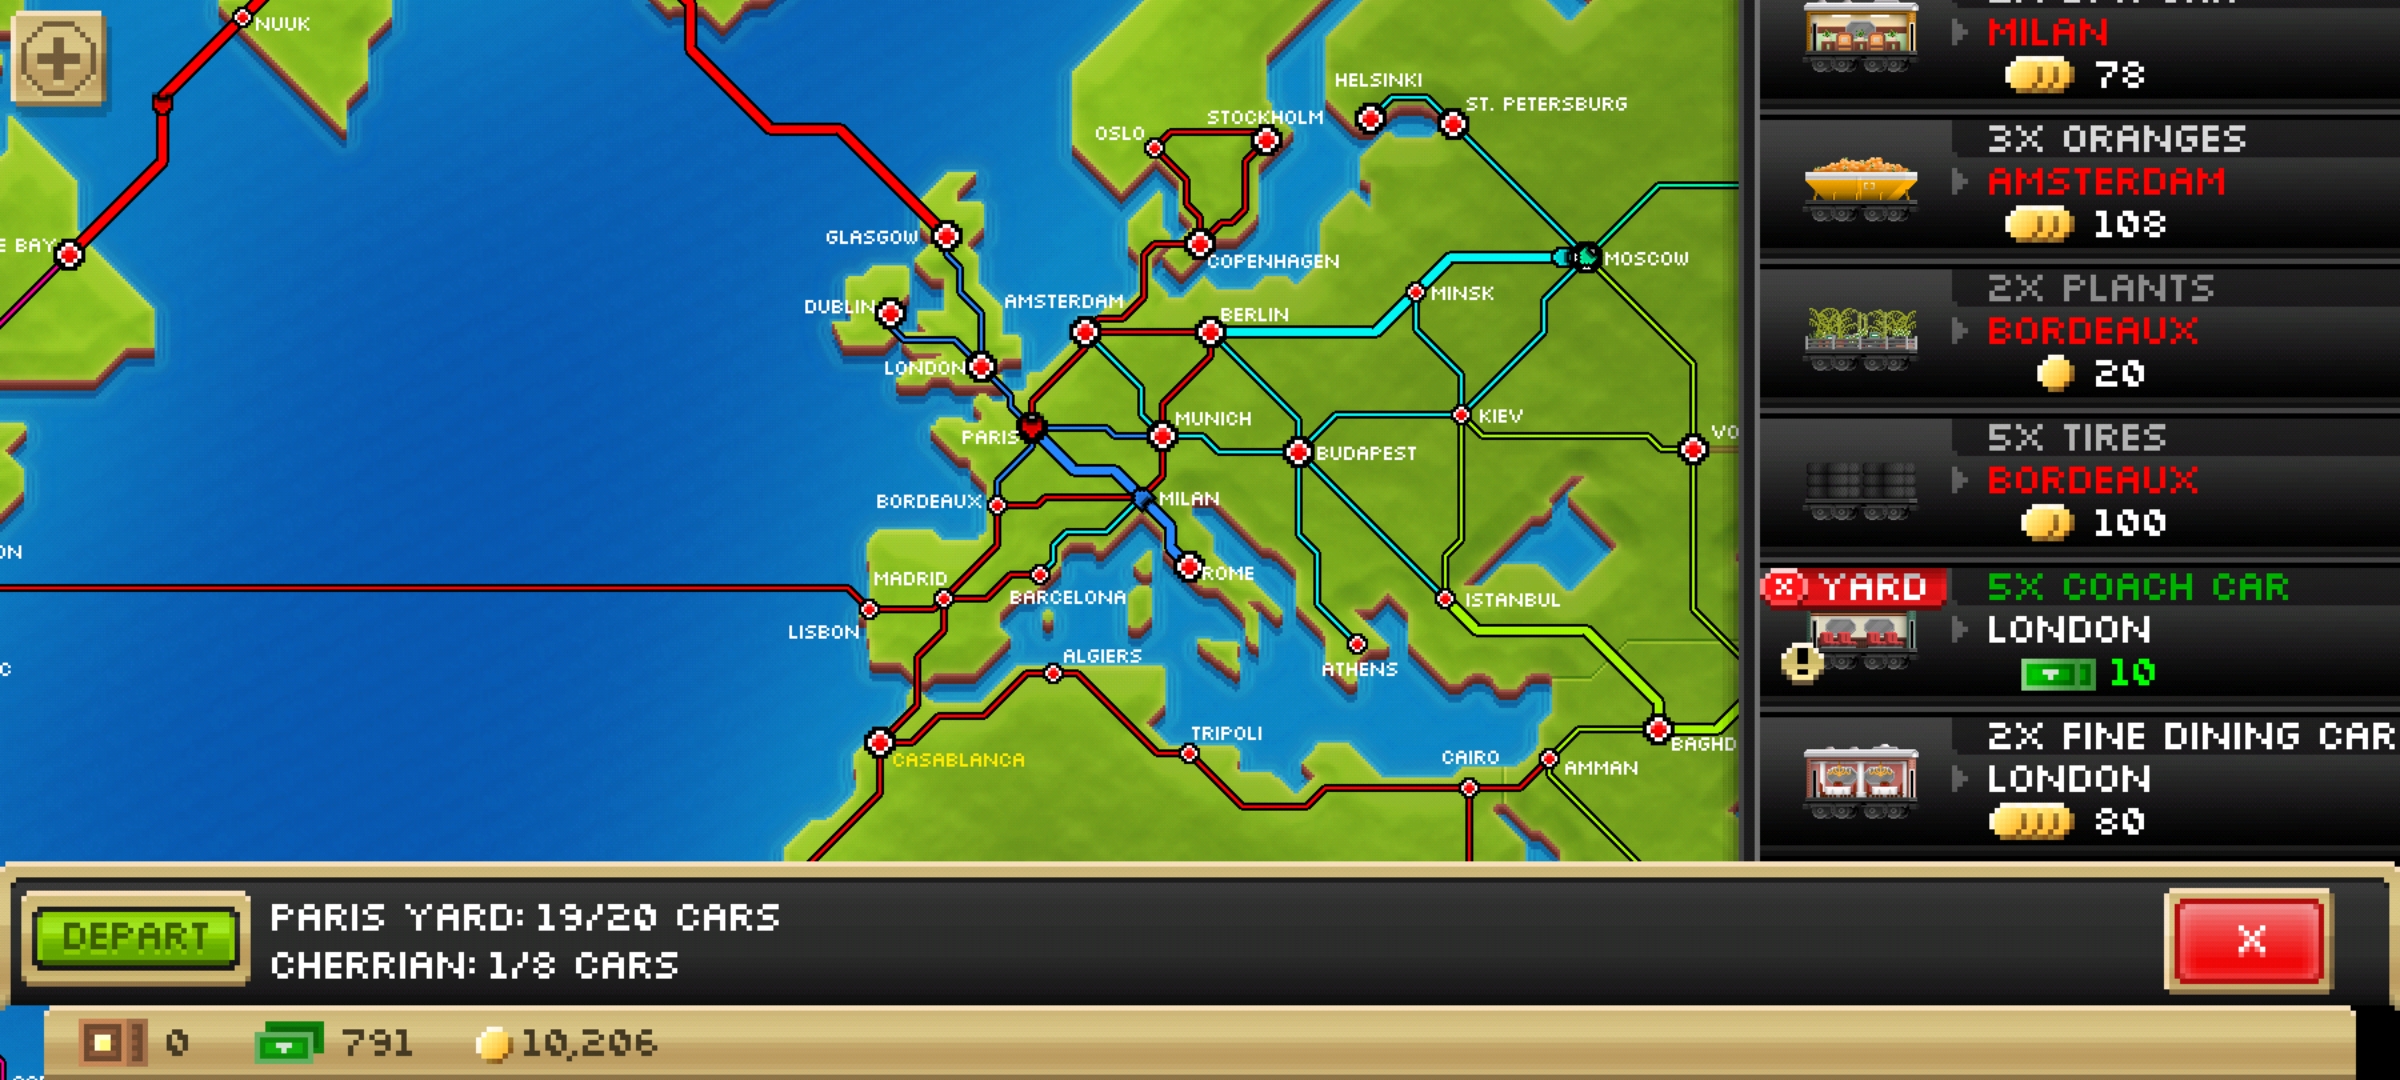 NUUK
MILAN
78
HELSINKI
ST. PETERSBURG
STOCKHOLM
OSLO
3X ORANGES
AMSTERDAM
108
GLASGOW
E BAY
COPENHAGEN
MOSCOW
2X PLANTS
BORDEAUX
20
DUBLIN
AMSTERDAM
BERLIN
MINSK
LONDON
MUNICH
KIEV
VO
PARIS
BUDAPEST
5X TIRES
BORDEAUX
100
BORDEAUX
MILAN
ON
MADRID
ROME
BARCELONA
ISTANBUL
LISBON
YARD
5X COACH CAR
LONDON
10
C
ALGIERS
ATHENS
TRIPOLI
CASABLANCA
CAIRO
AMMAN
BAGHD
2X FINE DINING CAR
LONDON
80
DEPART
PARIS YARD: 19/20 CARS
CHERRIAN: 1/8 CARS
X
0
791
10,206